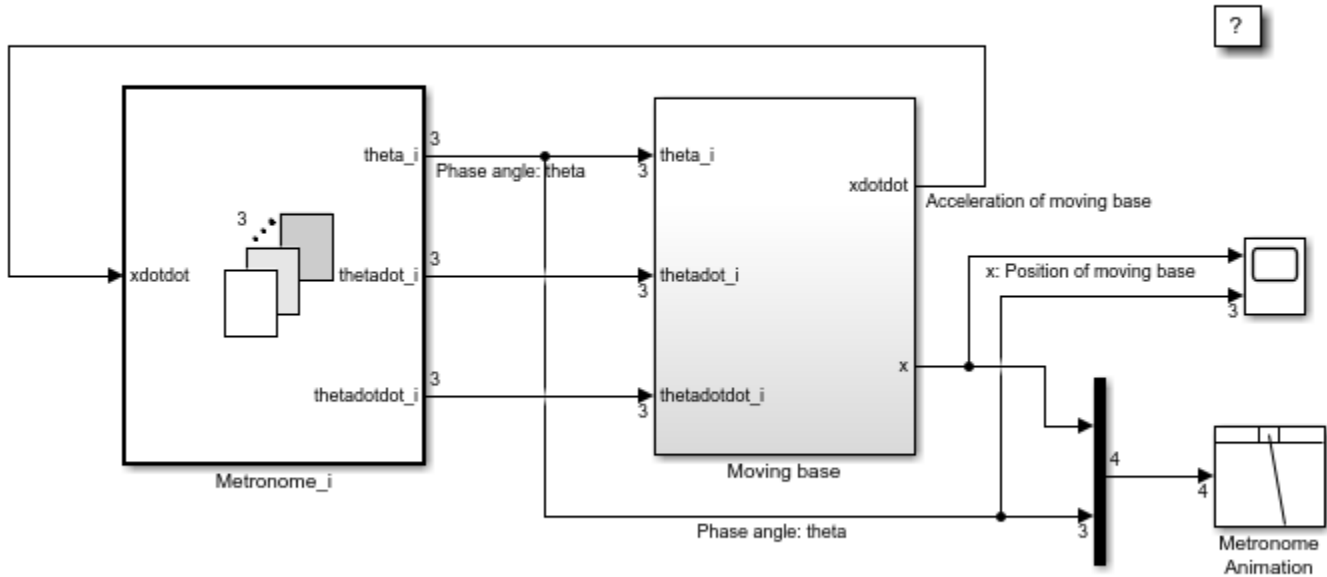 ?
theta_i
3
Phase angle: theta
3
theta_i
xdotdot
Acceleration of moving base
3
xdotdot
thetadot_i
3
3
thetadot_i
x: Position of moving base
3
x
thetadotdot_i
3
3
thetadotdot_i
Metronome_i
Moving base
4
4
Phase angle: theta
3
Metronome
Animation